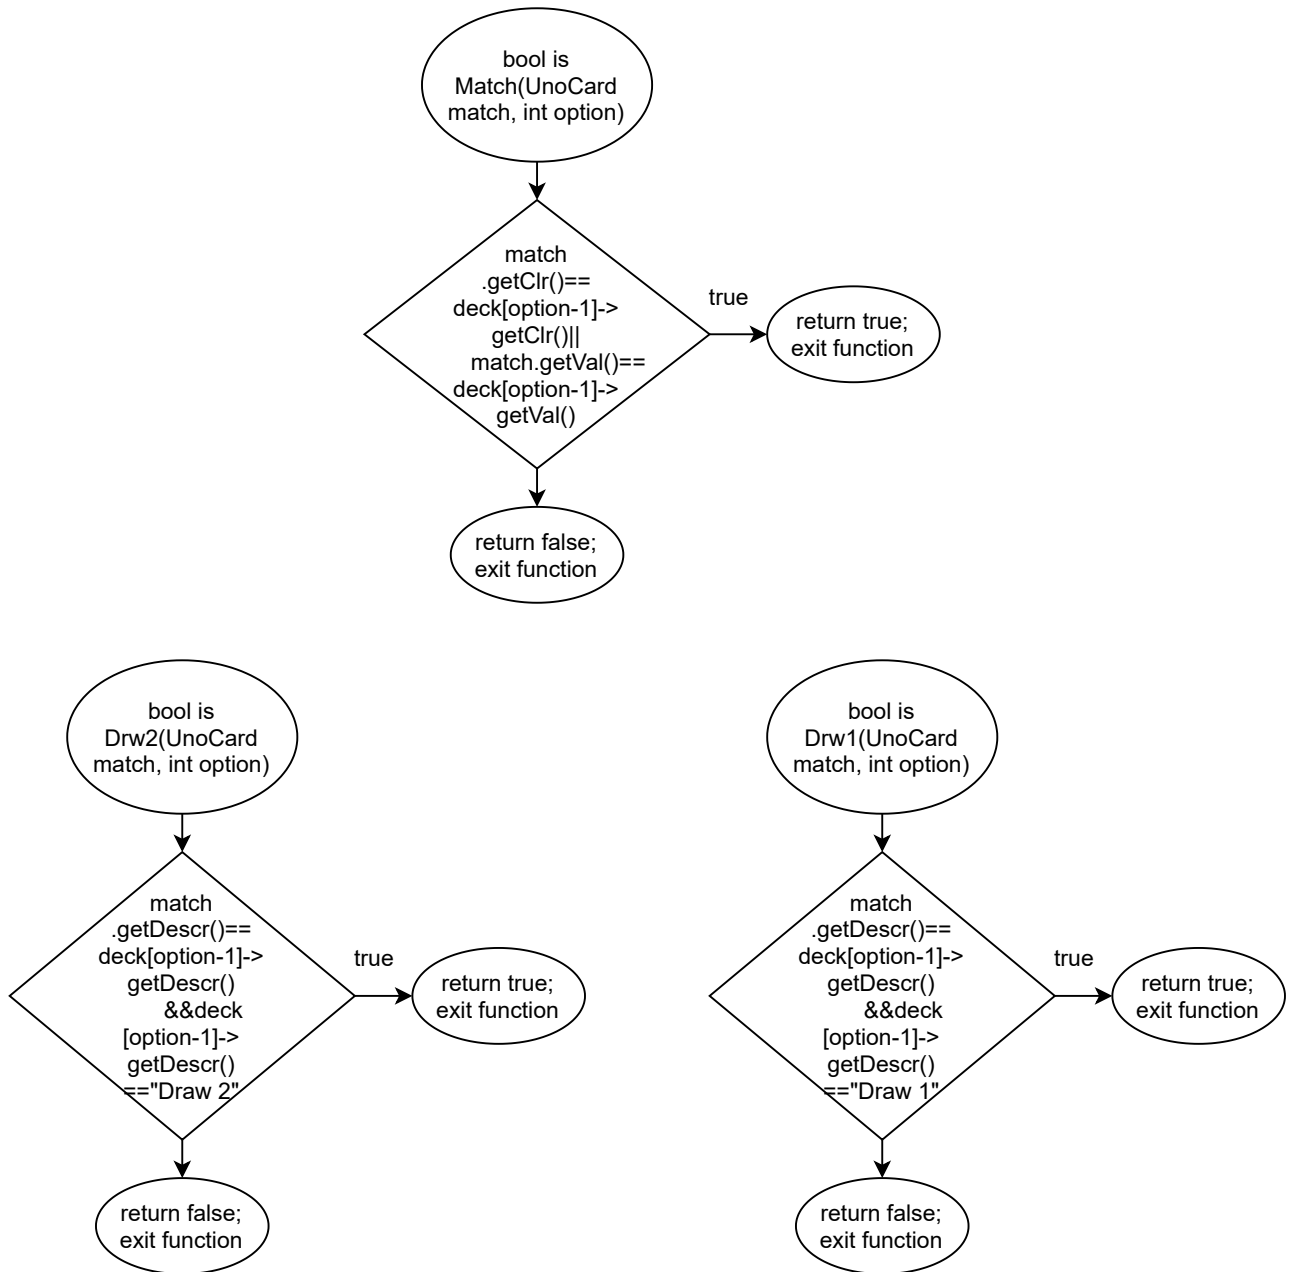 bool is
Match(UnoCard
match, int option)
match
.getClr()==
deck[option-1]->
getClr()||
match.getVal()==
deck[option-1]->
getVal()
true
return true;
exit function
return false;
exit function
bool is
Drw2(UnoCard
match, int option)
match
.getDescr()==
deck[option-1]->
getDescr()
&&deck
[option-1]->
getDescr()
=="Draw 2"
true
return true;
exit function
return false;
exit function
bool is
Drw1(UnoCard
match, int option)
match
.getDescr()==
deck[option-1]->
getDescr()
&&deck
[option-1]->
getDescr()
=="Draw 1"
true
return true;
exit function
return false;
exit function